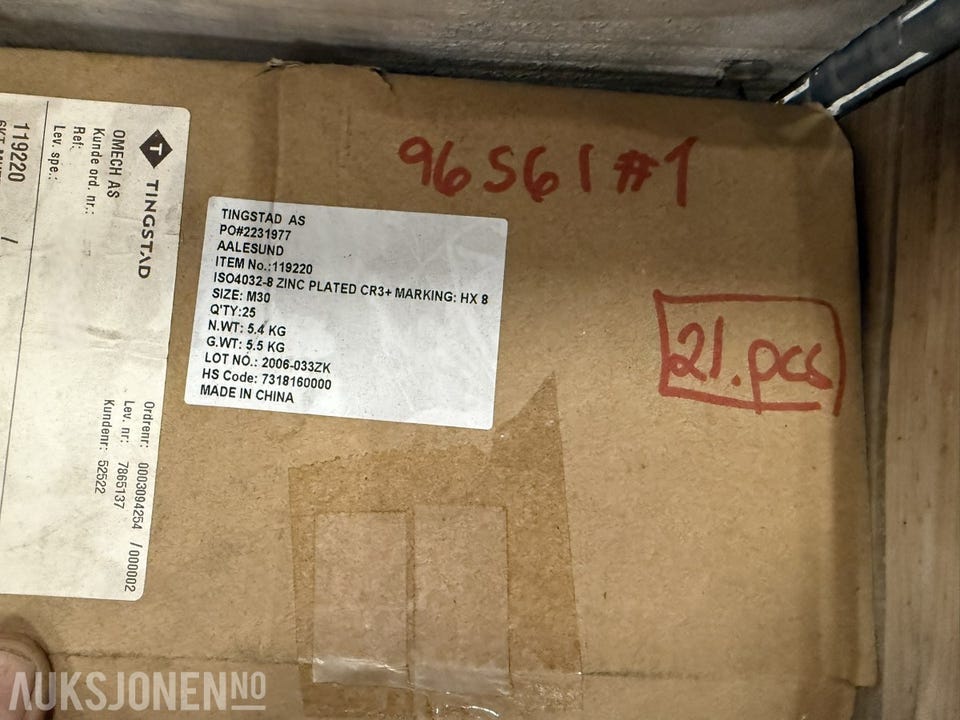 96561#1
TINGSTAD AS
PO#2231977
AALESUND
ITEM No.:119220
ISO4032-8 ZINC PLATED CR3+ MARKING: HX 8
SIZE: M30
Q'TY:25
N.WT: 5.4 KG
G.WT: 5.5 KG
LOT NO.: 2006-033ZK
HS Code: 7318160000
MADE IN CHINA
21.pcs
T TINGSTAD
OMECH AS
Kunde ord. nr.:
Ref:
Lev. spe.:
Ordrenr: 0003094254 / 000002
Lev. nr: 7865137
Kundenr: 52522
119220 /
AUKSJONEN NO